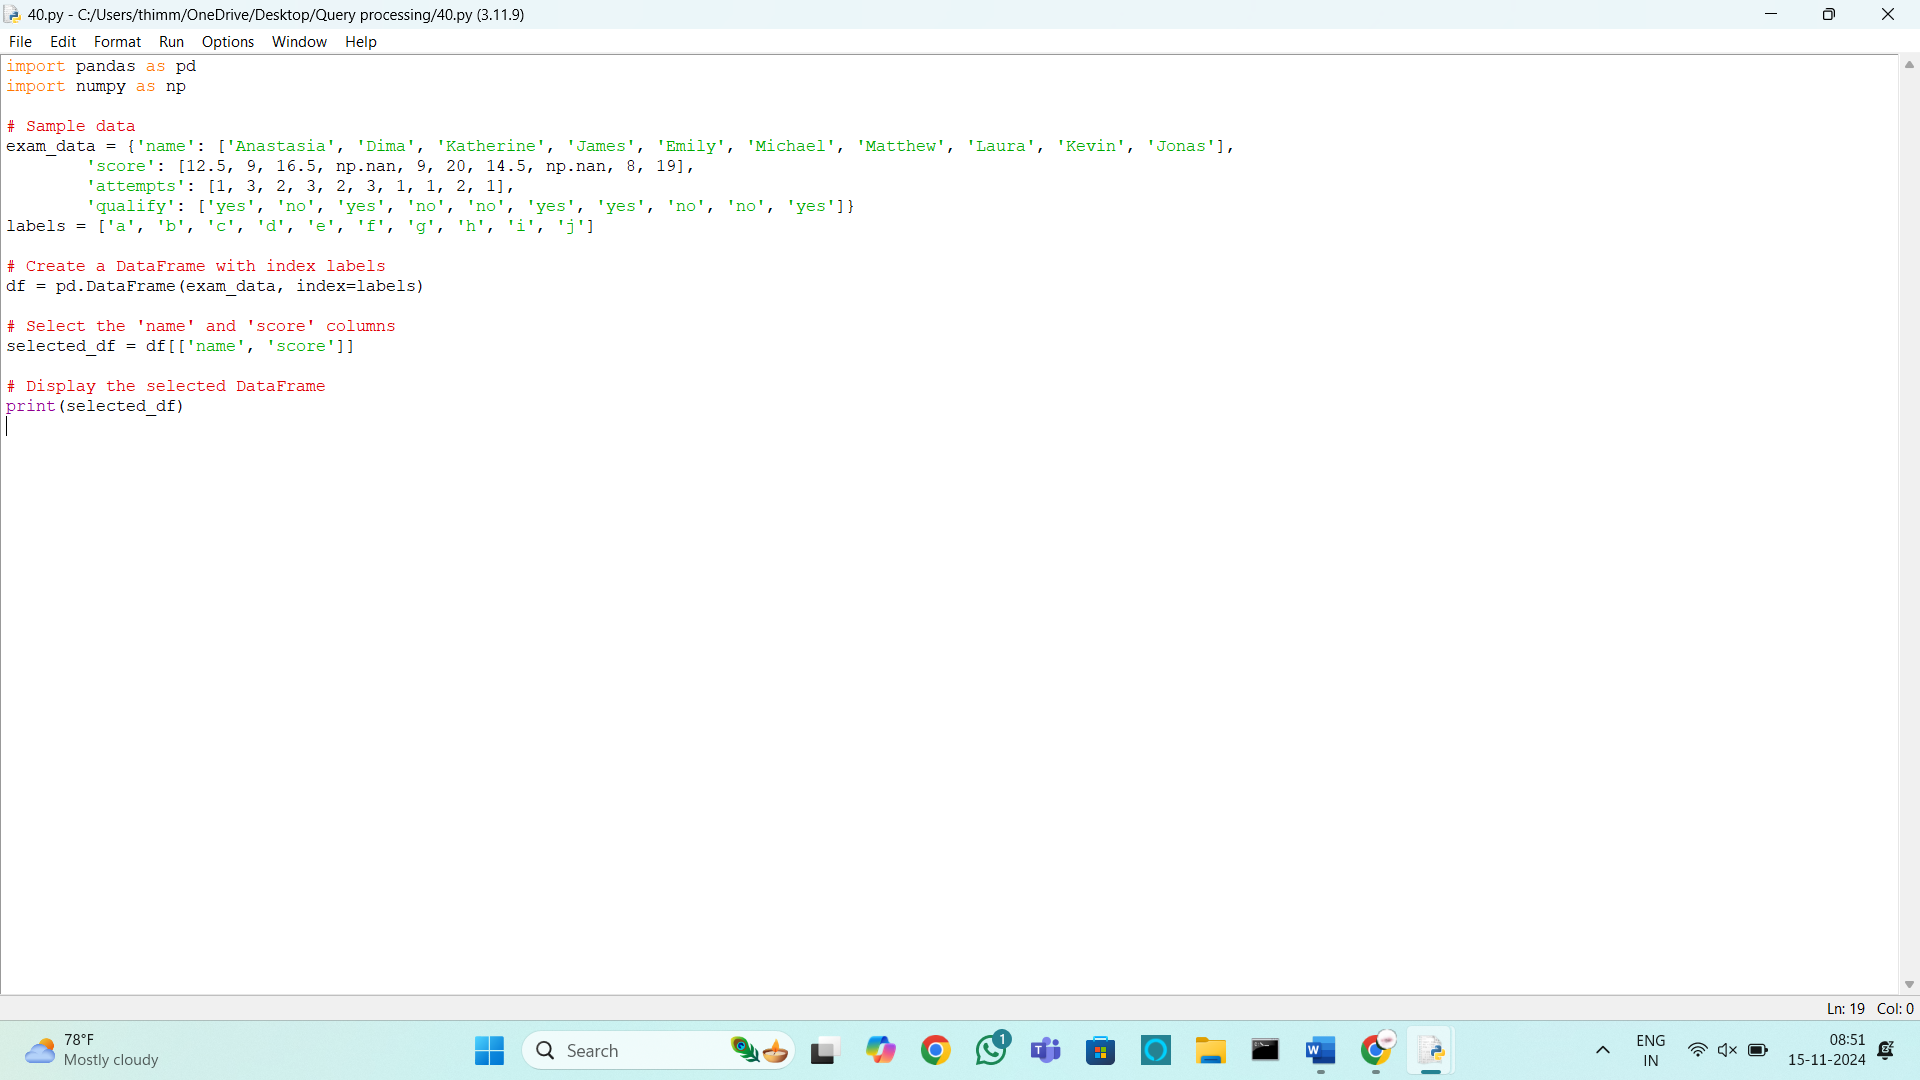 40.py - C:/Users/thimm/OneDrive/Desktop/Query processing/40.py (3.11.9)
File Edit Format Run Options Window Help
import pandas as pd
import numpy as np
# Sample data
exam_data = {'name': ['Anastasia', 'Dima', 'Katherine', 'James', 'Emily', 'Michael', 'Matthew', 'Laura', 'Kevin', 'Jonas'],
        'score': [12.5, 9, 16.5, np.nan, 9, 20, 14.5, np.nan, 8, 19],
        'attempts': [1, 3, 2, 3, 2, 3, 1, 1, 2, 1],
        'qualify': ['yes', 'no', 'yes', 'no', 'no', 'yes', 'yes', 'no', 'no', 'yes']}
labels = ['a', 'b', 'c', 'd', 'e', 'f', 'g', 'h', 'i', 'j']
# Create a DataFrame with index labels
df = pd.DataFrame(exam_data, index=labels)
# Select the 'name' and 'score' columns
selected_df = df[['name', 'score']]
# Display the selected DataFrame
print(selected_df)
Ln: 19 Col: 0
78°F
Mostly cloudy
Search
1
ENG
IN
08:51
15-11-2024